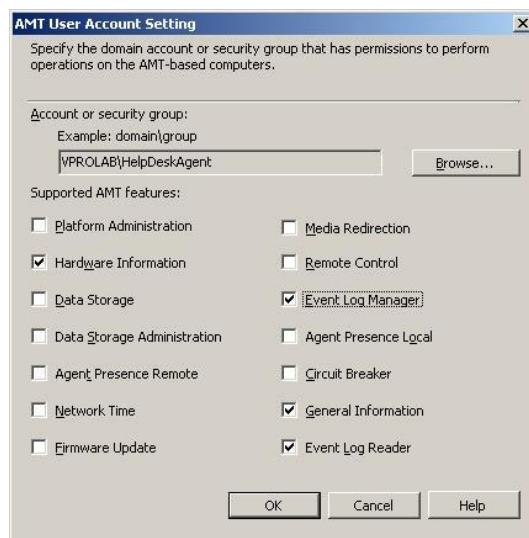 AMT User Account Setting
Specify the domain account or security group that has permissions to perform
operations on the AMT-based computers.
Account or security group:
Example: domain\group
VPROLAB\HelpDeskAgent
Browse...
Supported AMT features:
Platform Administration
Media Redirection
Hardware Information
Remote Control
Data Storage
Event Log Manager
Data Storage Administration
Agent Presence Local
Agent Presence Remote
Circuit Breaker
Network Time
General Information
Firmware Update
Event Log Reader
OK
Cancel
Help